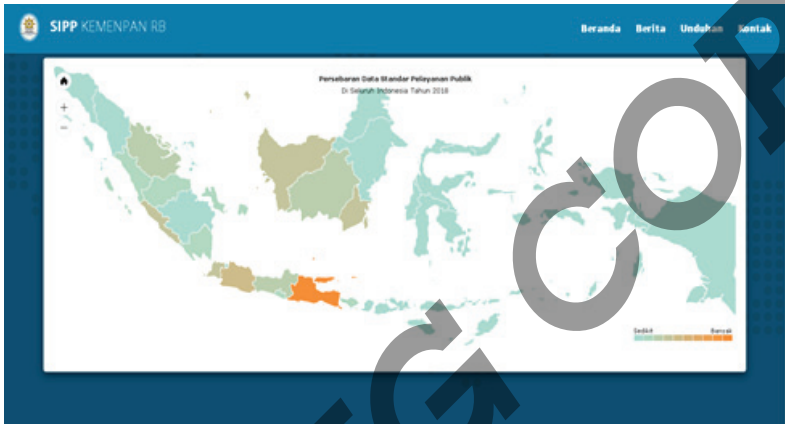 SIPP KEMENPAN RB
Beranda Berita Unduhan Kontak
Persebaran Data Standar Pelayanan Publik
Di Seluruh Indonesia Tahun 2018
+
−
Sedikit Banyak
G COP